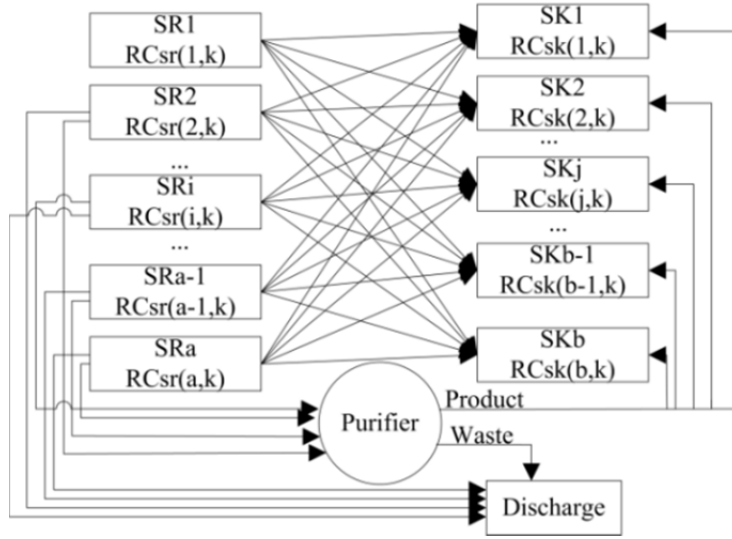 SR1
RCsr(1,k)
SR2
RCsr(2,k)
...
SRi
RCsr(i,k)
...
SRa-1
RCsr(a-1,k)
SRa
RCsr(a,k)
SK1
RCsk(1,k)
SK2
RCsk(2,k)
...
SKj
RCsk(j,k)
...
SKb-1
RCsk(b-1,k)
SKb
RCsk(b,k)
Purifier
Product
Waste
Discharge